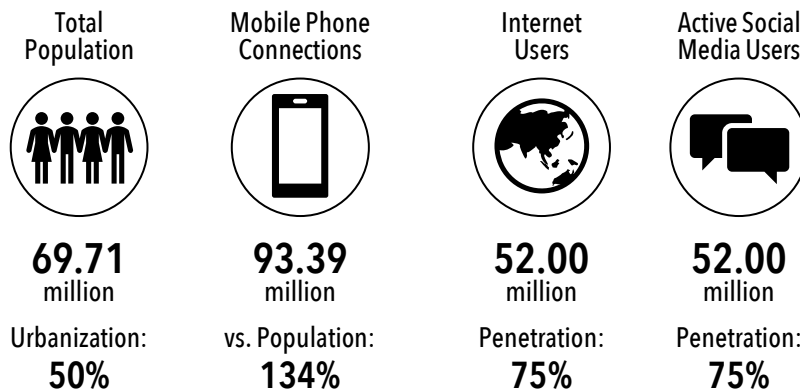 Total
Population
69.71
million
Urbanization:
50%
Mobile Phone
Connections
93.39
million
vs. Population:
134%
Internet
Users
52.00
million
Penetration:
75%
Active Social
Media Users
52.00
million
Penetration:
75%